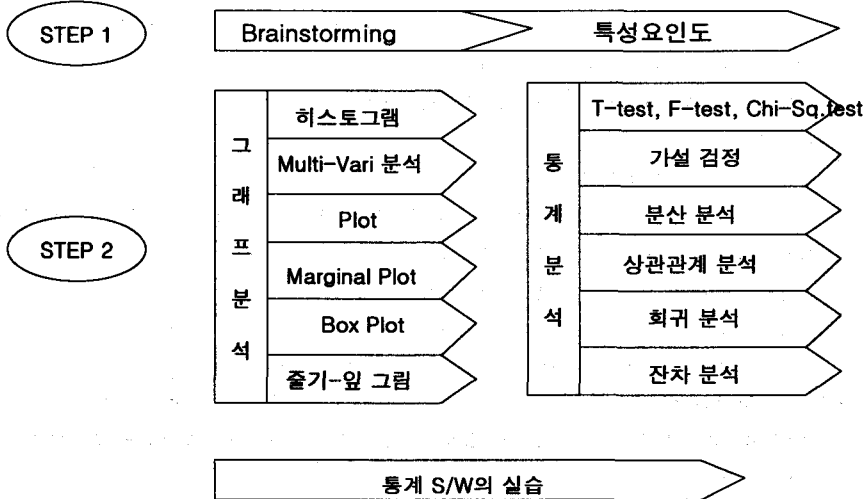 STEP 1
Brainstorming
특성요인도
STEP 2
그래프분석
히스토그램
Multi-Vari 분석
Plot
Marginal Plot
Box Plot
줄기-잎 그림
통계분석
T-test, F-test, Chi-Sq.test
가설 검정
분산 분석
상관관계 분석
회귀 분석
잔차 분석
통계 S/W의 실습